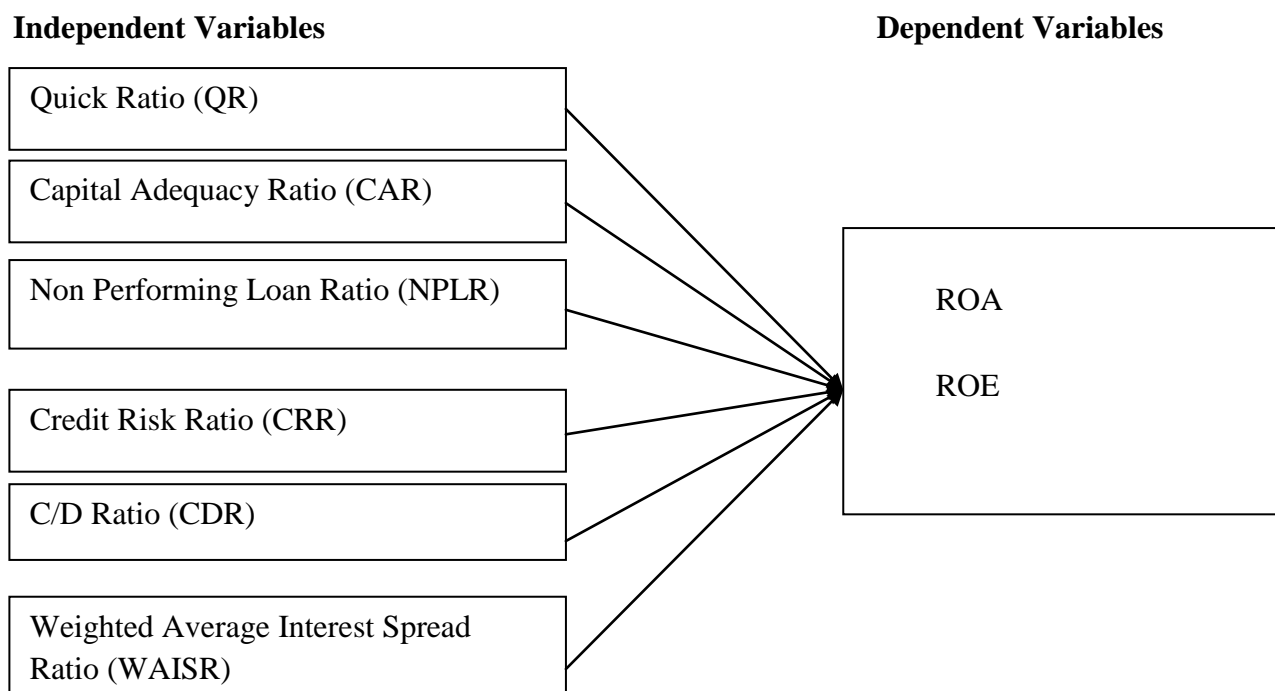 Independent Variables
Dependent Variables
Quick Ratio (QR)
Capital Adequacy Ratio (CAR)
Non Performing Loan Ratio (NPLR)
Credit Risk Ratio (CRR)
C/D Ratio (CDR)
Weighted Average Interest Spread
Ratio (WAISR)
ROA
ROE